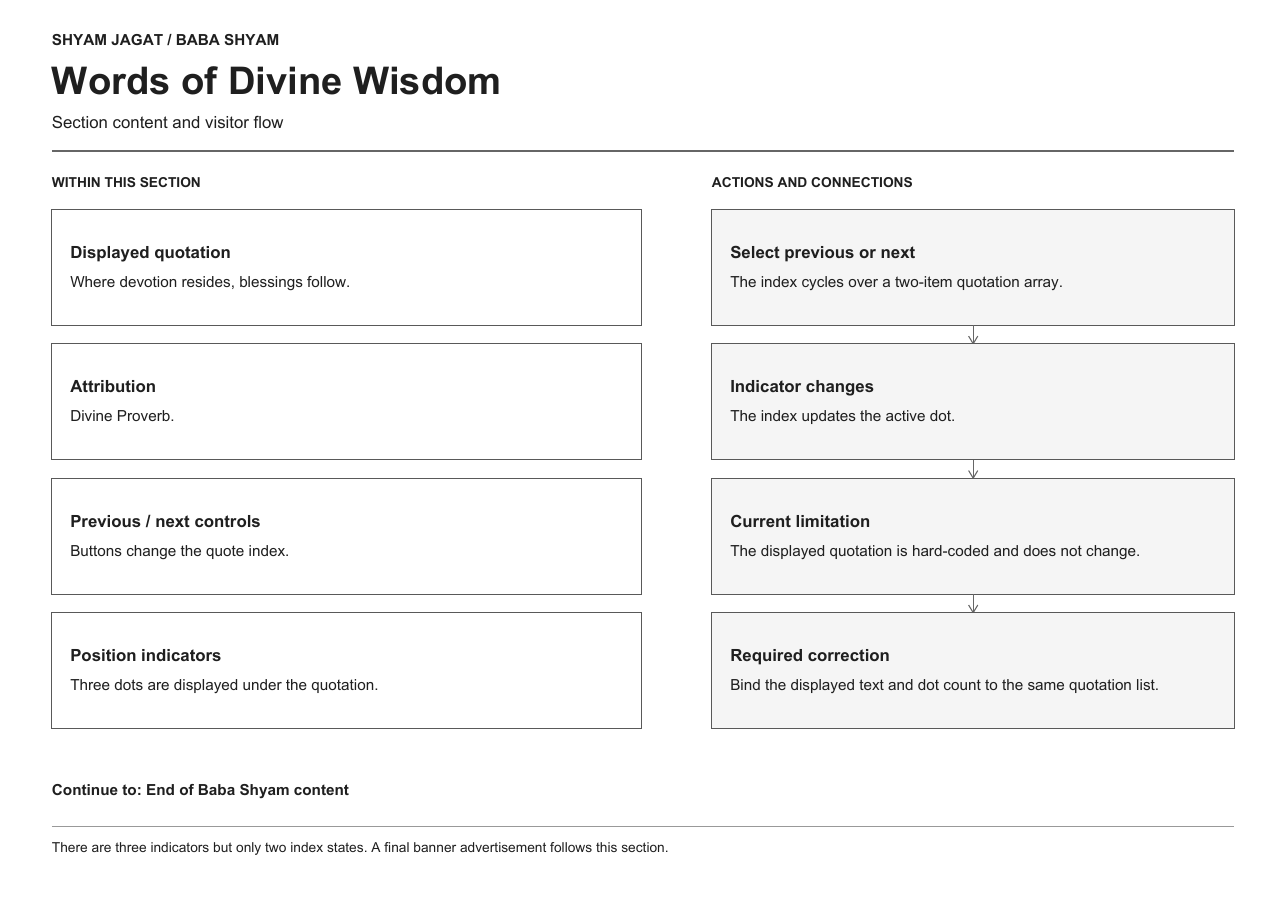 SHYAM JAGAT / BABA SHYAM
Words of Divine Wisdom
Section content and visitor flow
WITHIN THIS SECTION
Displayed quotation
Where devotion resides, blessings follow.
Attribution
Divine Proverb.
Previous / next controls
Buttons change the quote index.
Position indicators
Three dots are displayed under the quotation.
ACTIONS AND CONNECTIONS
Select previous or next
The index cycles over a two-item quotation array.
Indicator changes
The index updates the active dot.
Current limitation
The displayed quotation is hard-coded and does not change.
Required correction
Bind the displayed text and dot count to the same quotation list.
Continue to: End of Baba Shyam content
There are three indicators but only two index states. A final banner advertisement follows this section.